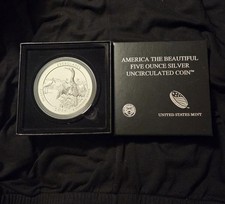 AMERICA THE BEAUTIFUL
FIVE OUNCE SILVER
UNCIRCULATED COIN™
UNITED STATES MINT